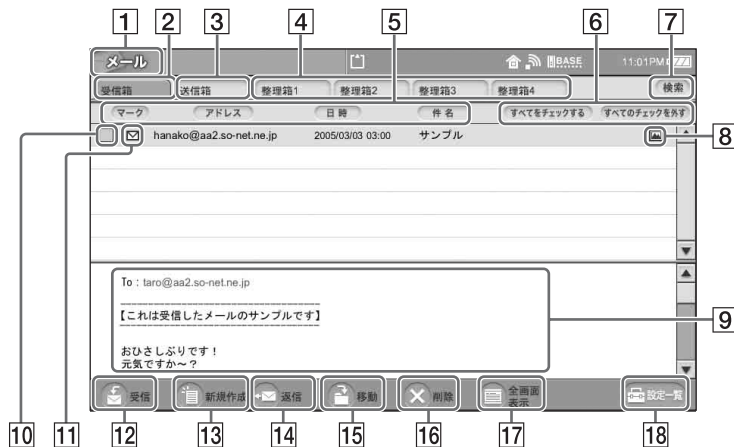 1 2 3 4 5 6 7
メール BASE 11:01PM
受信箱 送信箱 整理箱1 整理箱2 整理箱3 整理箱4 検索
マーク アドレス 日時 件名 すべてをチェックする すべてのチェックを外す
10 hanako@aa2.so-net.ne.jp 2005/03/03 03:00 サンプル 8
11
To : taro@aa2.so-net.ne.jp
【これは受信したメールのサンプルです】
9
おひさしぶりです！
元気ですか～？
受信 新規作成 返信 移動 削除 全画面表示 設定一覧
12 13 14 15 16 17 18